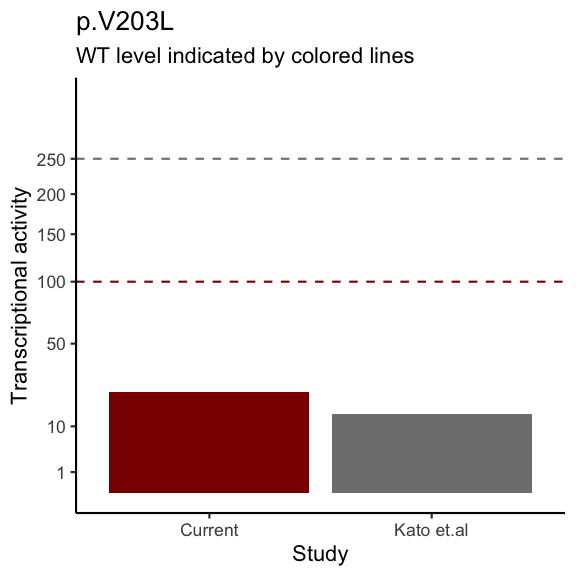 p.V203L
WT level indicated by colored lines
Transcriptional activity
250
200
150
100
50
10
1
Current
Kato et.al
Study